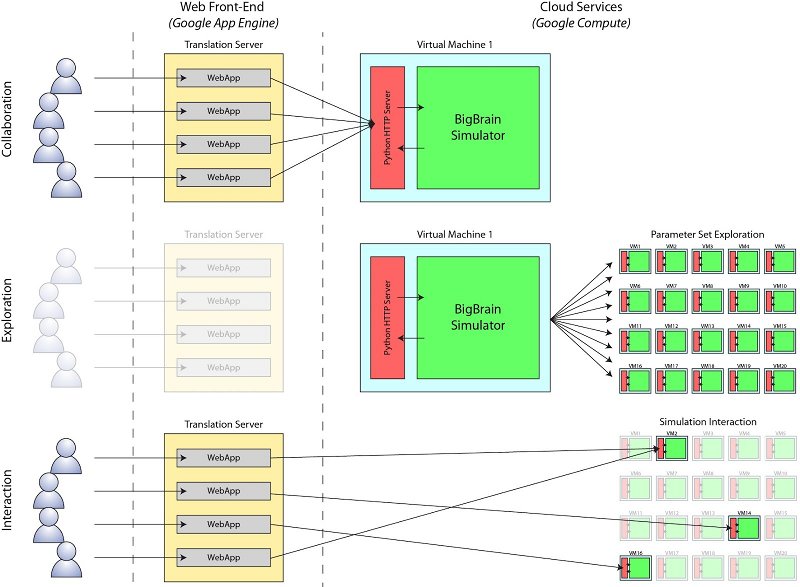 Web Front-End
(Google App Engine)
Cloud Services
(Google Compute)
Collaboration
Translation Server
WebApp
WebApp
WebApp
WebApp
Virtual Machine 1
Python HTTP Server
BigBrain
Simulator
Exploration
Translation Server
WebApp
WebApp
WebApp
WebApp
Virtual Machine 1
Python HTTP Server
BigBrain
Simulator
Parameter Set Exploration
VM1 VM2 VM3 VM4 VM5
VM6 VM7 VM8 VM9 VM10
VM11 VM12 VM13 VM14 VM15
VM16 VM17 VM18 VM19 VM20
Interaction
Translation Server
WebApp
WebApp
WebApp
WebApp
Simulation Interaction
VM1 VM2 VM3 VM4 VM5
VM6 VM7 VM8 VM9 VM10
VM11 VM12 VM13 VM14 VM15
VM16 VM17 VM18 VM19 VM20